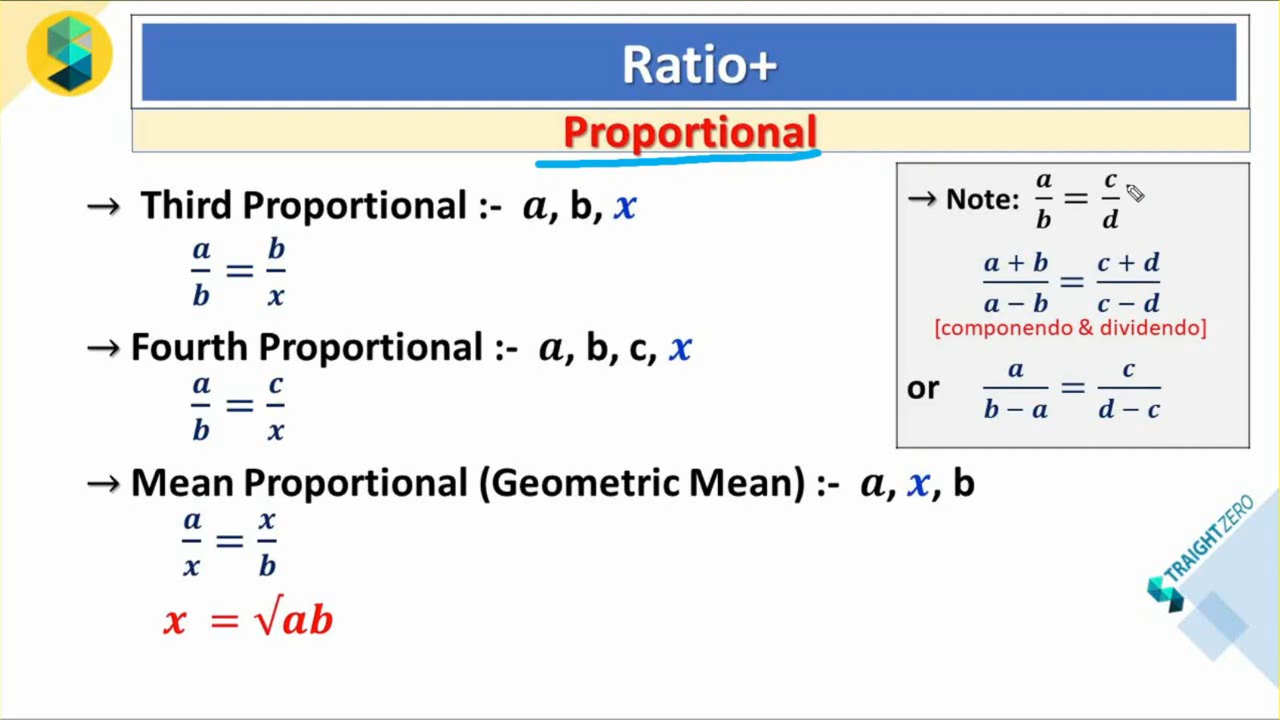 Ratio+
Proportional
→ Third Proportional :- a, b, x
a/b = b/x
→ Fourth Proportional :- a, b, c, x
a/b = c/x
→ Mean Proportional (Geometric Mean) :- a, x, b
a/x = x/b
x = √ab
→ Note: a/b = c/d
(a + b)/(a − b) = (c + d)/(c − d)
[componendo & dividendo]
or a/(b − a) = c/(d − c)
TRAIGHTZERO